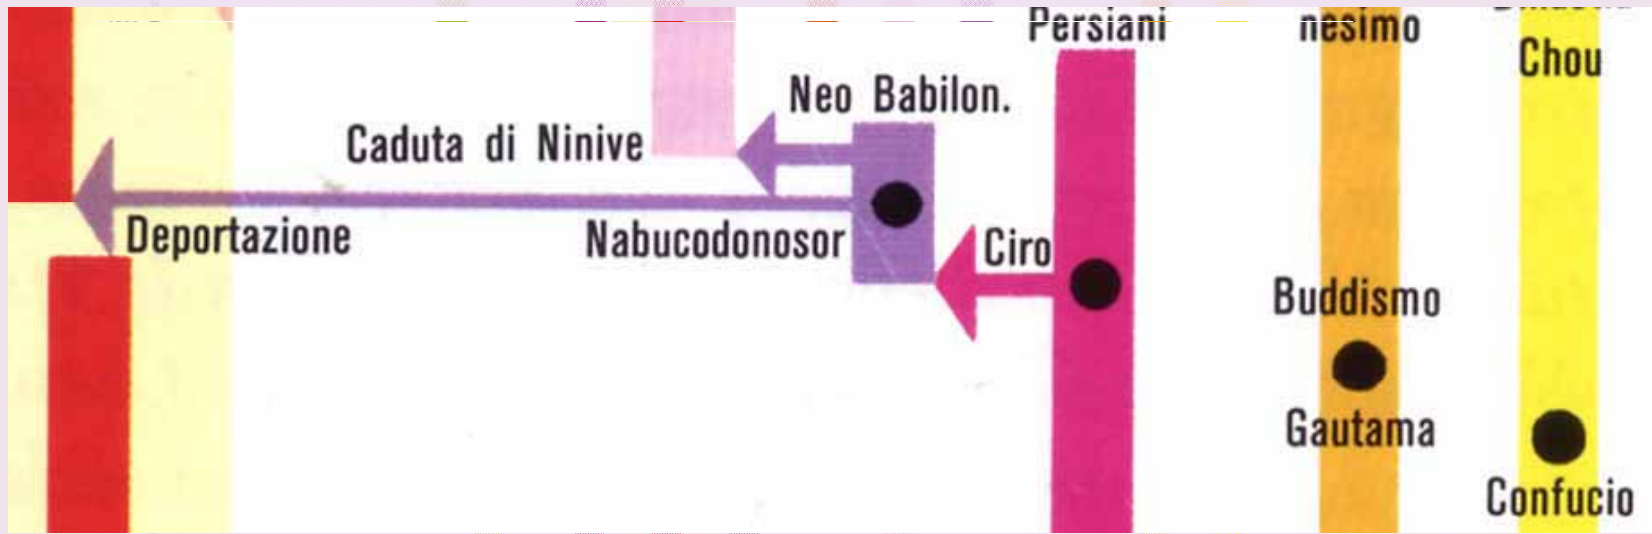 Persiani
nesimo
Chou
Neo Babilon.
Caduta di Ninive
Deportazione
Nabucodonosor
Ciro
Buddismo
Gautama
Confucio